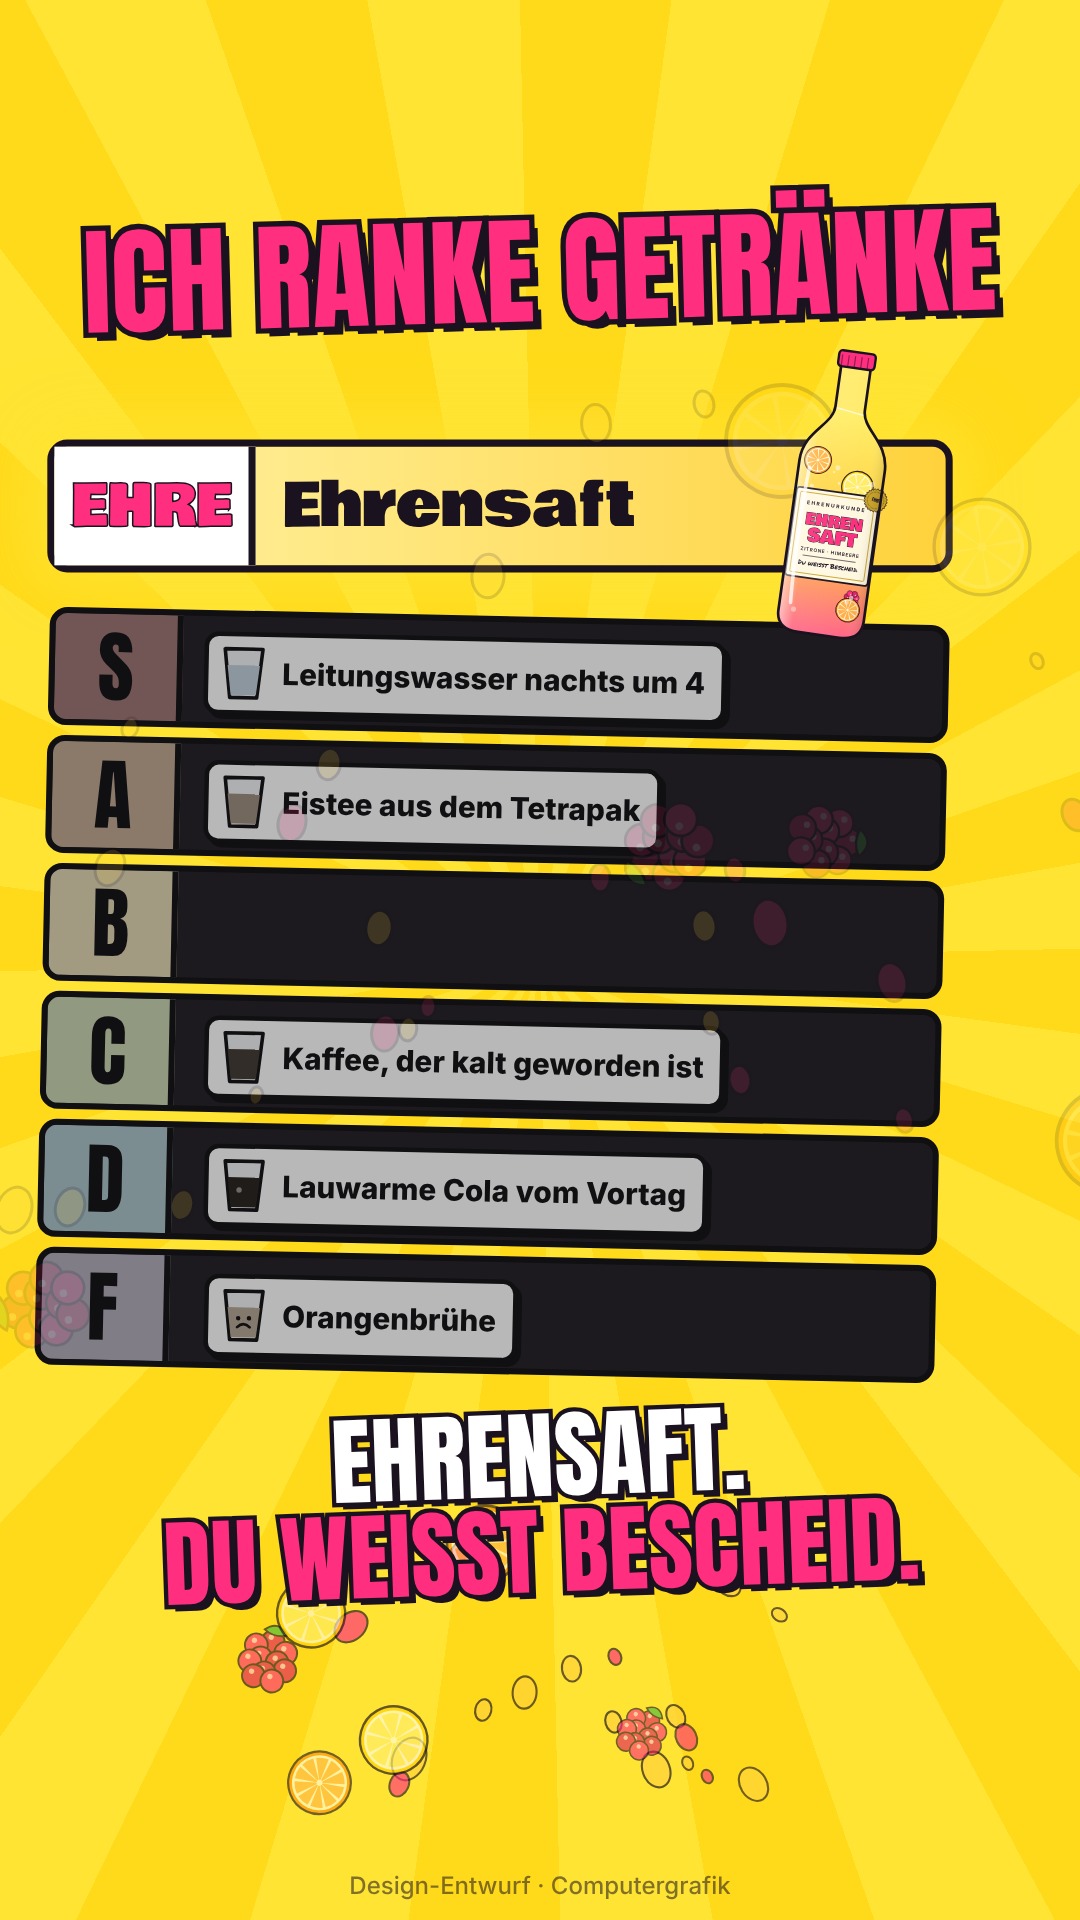 ICH RANKE GETRÄNKE
EHRE
Ehrensaft
EHRENURKUNDE
EHREN
SAFT
ZITRONE · HIMBEERE
DU WEISST BESCHEID.
S
Leitungswasser nachts um 4
A
Eistee aus dem Tetrapak
B
C
Kaffee, der kalt geworden ist
D
Lauwarme Cola vom Vortag
F
Orangenbrühe
EHRENSAFT.
DU WEISST BESCHEID.
Design-Entwurf · Computergrafik